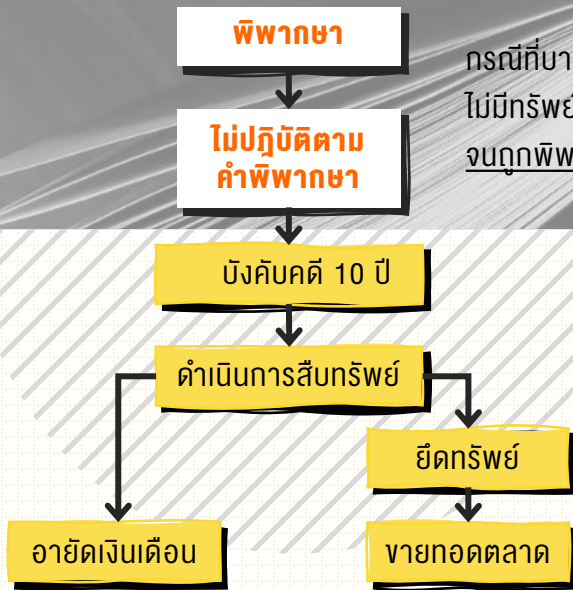 พิพากษา
กรณีที่บา
ไม่มีทรัพย์
จนถูกพิพ
ไม่ปฎิบัติตาม
คำพิพากษา
บังคับคดี 10 ปี
ดำเนินการสืบทรัพย์
ยึดทรัพย์
อายัดเงินเดือน
ขายทอดตลาด